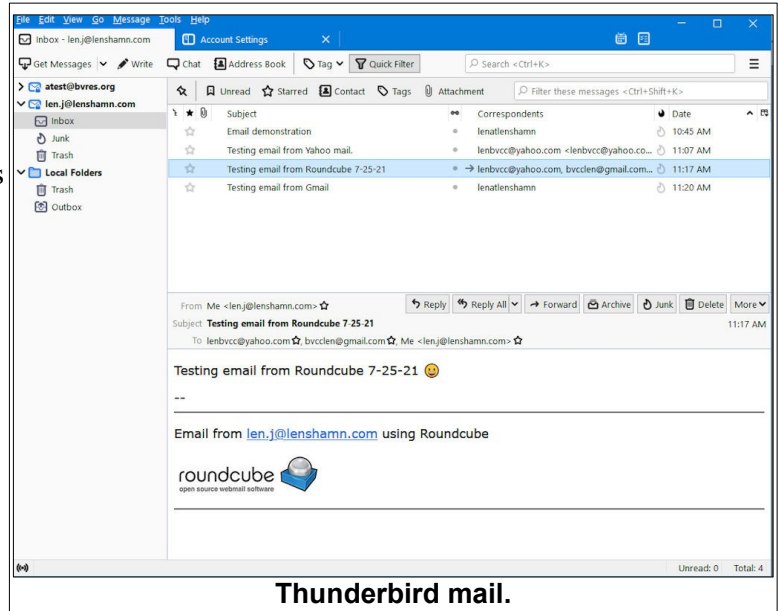 File Edit View Go Message Tools Help
Inbox - len.j@lenshamn.com Account Settings
Get Messages Write Chat Address Book Tag Quick Filter Search <Ctrl+K>
atest@bvres.org
len.j@lenshamn.com
Inbox
Junk
Trash
Local Folders
Trash
Outbox
Unread Starred Contact Tags Attachment Filter these messages <Ctrl+Shift+K>
Subject Correspondents Date
Email demonstration lenatlenshamn 10:45 AM
Testing email from Yahoo mail. lenbvcc@yahoo.com <lenbvcc@yahoo.co... 11:07 AM
Testing email from Roundcube 7-25-21 lenbvcc@yahoo.com, bvcclen@gmail.com... 11:17 AM
Testing email from Gmail lenatlenshamn 11:20 AM
From Me <len.j@lenshamn.com> Reply Reply All Forward Archive Junk Delete More
Subject Testing email from Roundcube 7-25-21 11:17 AM
To lenbvcc@yahoo.com, bvcclen@gmail.com, Me <len.j@lenshamn.com>
Testing email from Roundcube 7-25-21
--
Email from len.j@lenshamn.com using Roundcube
roundcube
open source webmail software
Unread: 0 Total: 4
Thunderbird mail.